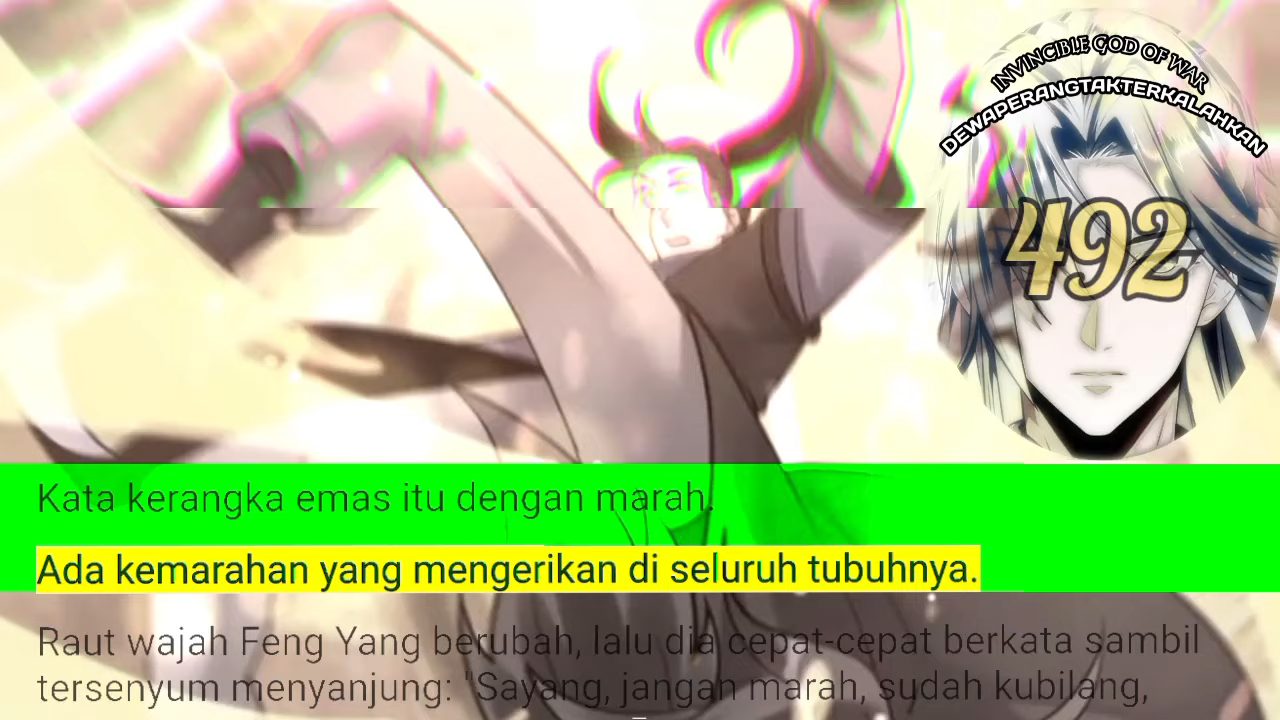 INVINCIBLE GOD OF WAR
DEWAPERANGTAKTERKALAHKAN
492
Kata kerangka emas itu dengan marah.
Ada kemarahan yang mengerikan di seluruh tubuhnya.
Raut wajah Feng Yang berubah, lalu dia cepat-cepat berkata sambil
tersenyum menyanjung: "Sayang, jangan marah, sudah kubilang,